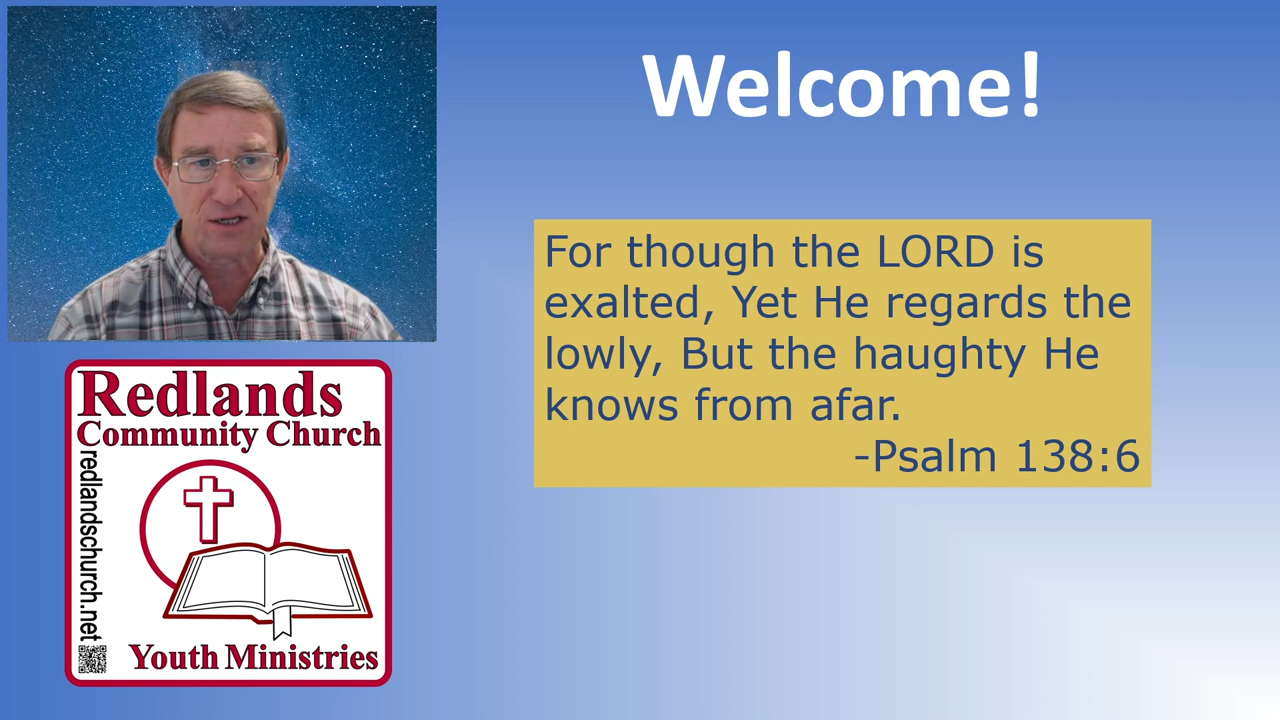 Welcome!
For though the LORD is
exalted, Yet He regards the
lowly, But the haughty He
knows from afar.
-Psalm 138:6
Redlands
Community Church
redlandschurch.net
Youth Ministries